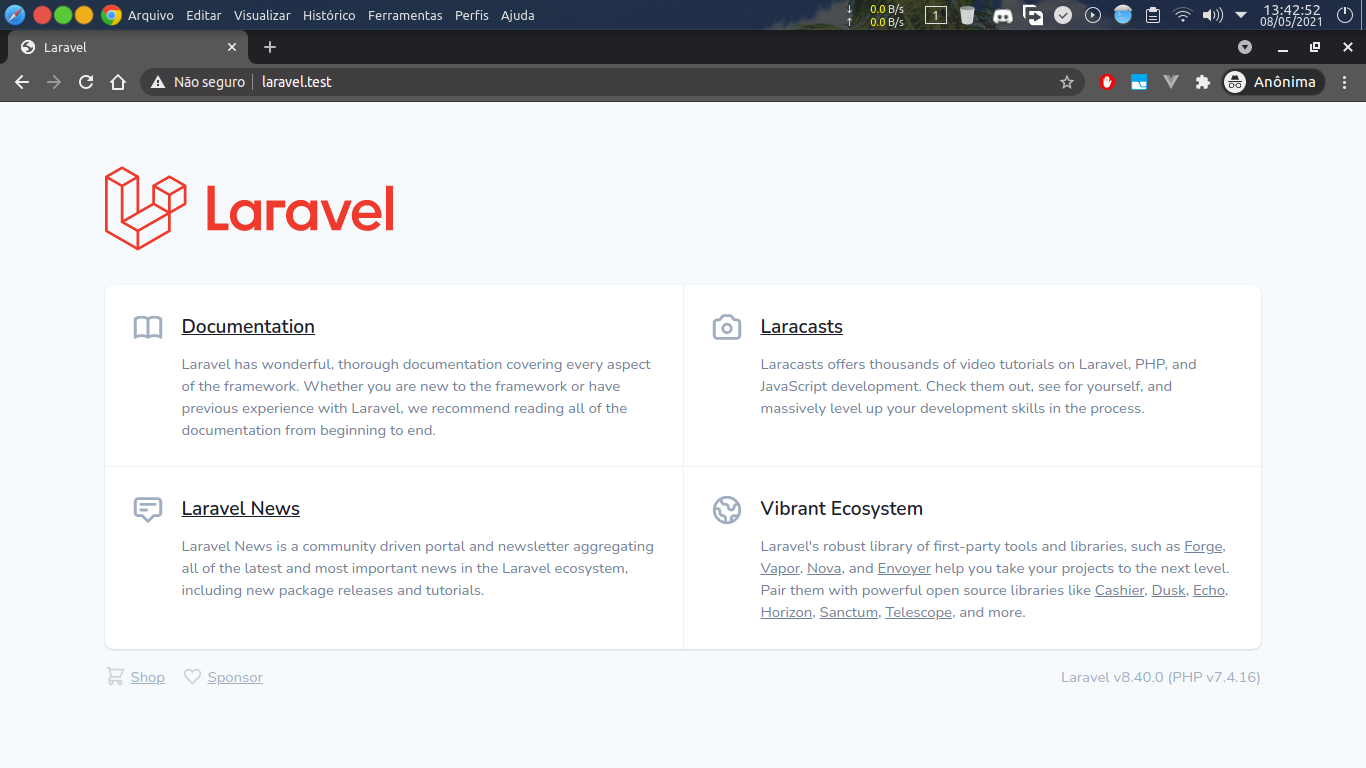 Arquivo Editar Visualizar Histórico Ferramentas Perfis Ajuda
↓ 0.0 B/s
↑ 0.0 B/s
1
13:42:52
08/05/2021
Laravel
Não seguro laravel.test
Anônima
Laravel
Documentation
Laravel has wonderful, thorough documentation covering every aspect
of the framework. Whether you are new to the framework or have
previous experience with Laravel, we recommend reading all of the
documentation from beginning to end.
Laracasts
Laracasts offers thousands of video tutorials on Laravel, PHP, and
JavaScript development. Check them out, see for yourself, and
massively level up your development skills in the process.
Laravel News
Laravel News is a community driven portal and newsletter aggregating
all of the latest and most important news in the Laravel ecosystem,
including new package releases and tutorials.
Vibrant Ecosystem
Laravel's robust library of first-party tools and libraries, such as Forge,
Vapor, Nova, and Envoyer help you take your projects to the next level.
Pair them with powerful open source libraries like Cashier, Dusk, Echo,
Horizon, Sanctum, Telescope, and more.
Shop Sponsor
Laravel v8.40.0 (PHP v7.4.16)